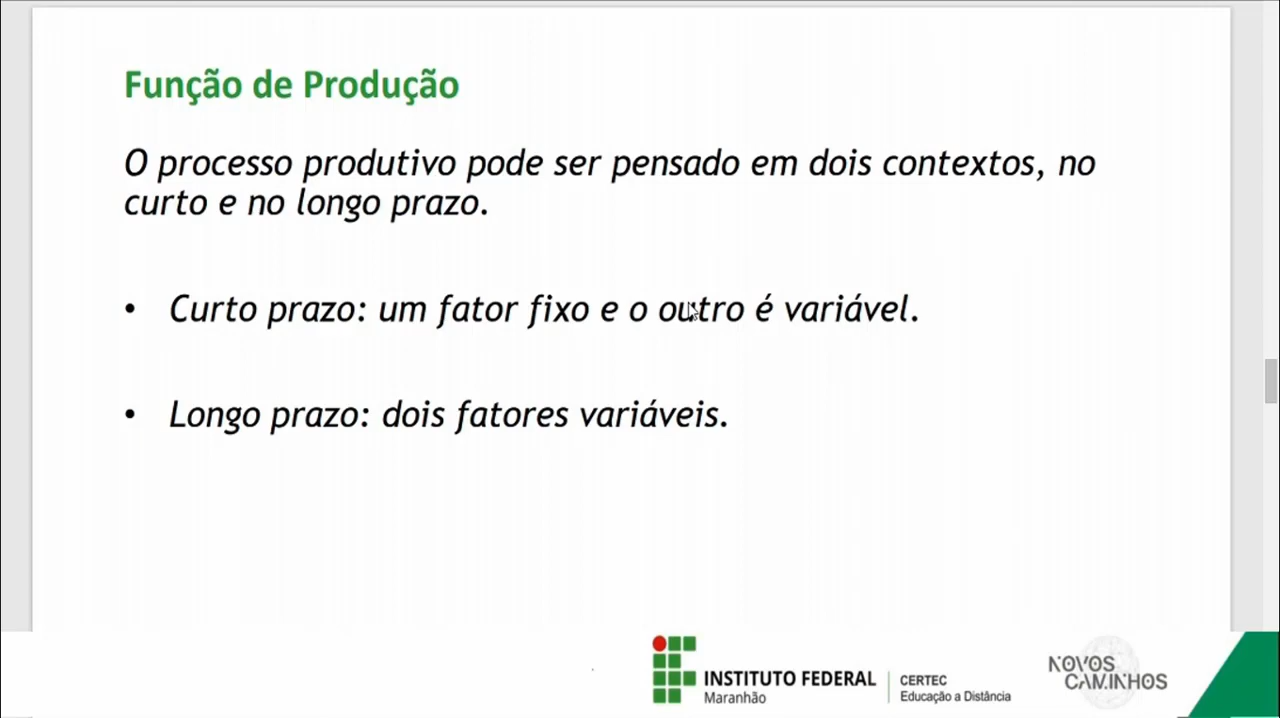 Função de Produção
O processo produtivo pode ser pensado em dois contextos, no
curto e no longo prazo.
• Curto prazo: um fator fixo e o outro é variável.
• Longo prazo: dois fatores variáveis.
INSTITUTO FEDERAL
Maranhão
CERTEC
Educação a Distância
NOVOS
CAMINHOS